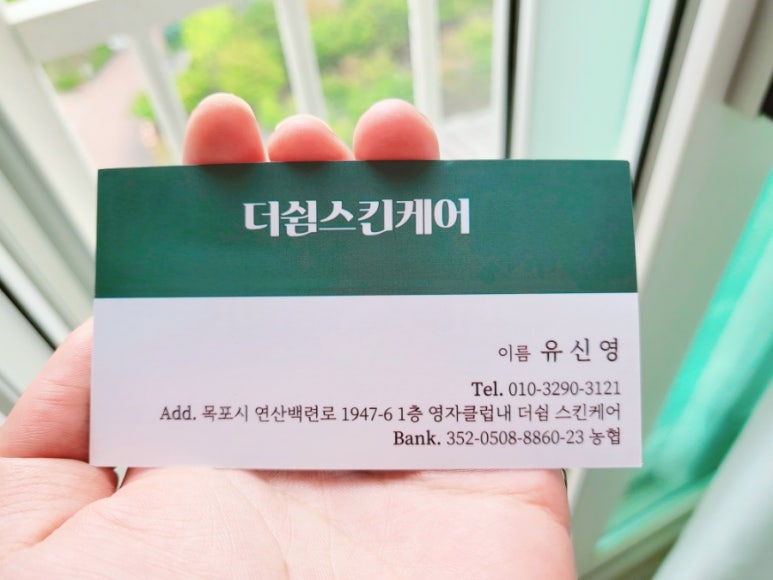 더쉼스킨케어
이름 유신영
Tel. 010-3290-3121
Add. 목포시 연산백련로 1947-6 1층 영자클럽내 더쉼 스킨케어
Bank. 352-0508-8860-23 농협